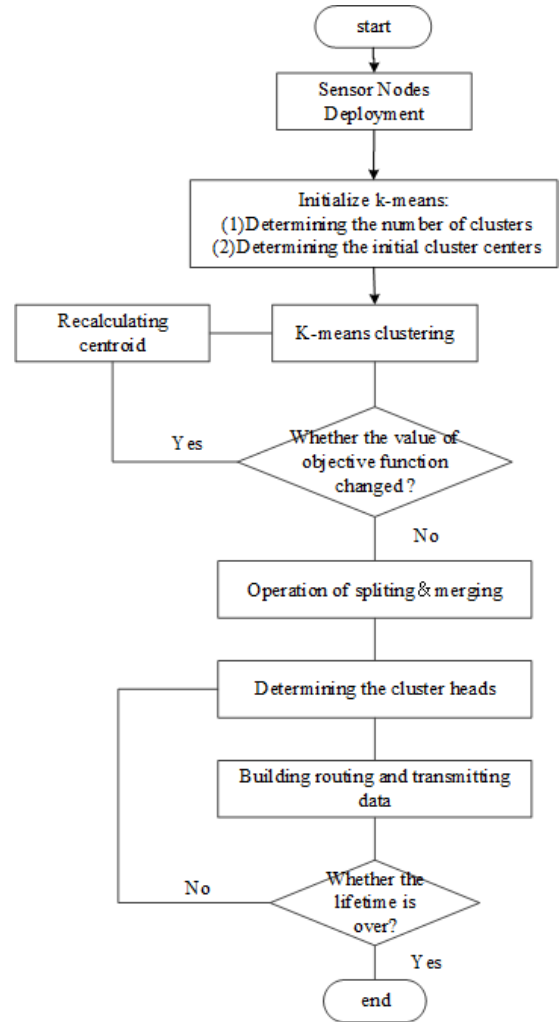 start
Sensor Nodes
Deployment
Initialize k-means:
(1)Determining the number of clusters
(2)Determining the initial cluster centers
Recalculating
centroid
K-means clustering
Yes
Whether the value of
objective function
changed ?
No
Operation of spliting & merging
Determining the cluster heads
Building routing and transmitting
data
No
Whether the
lifetime is
over?
Yes
end